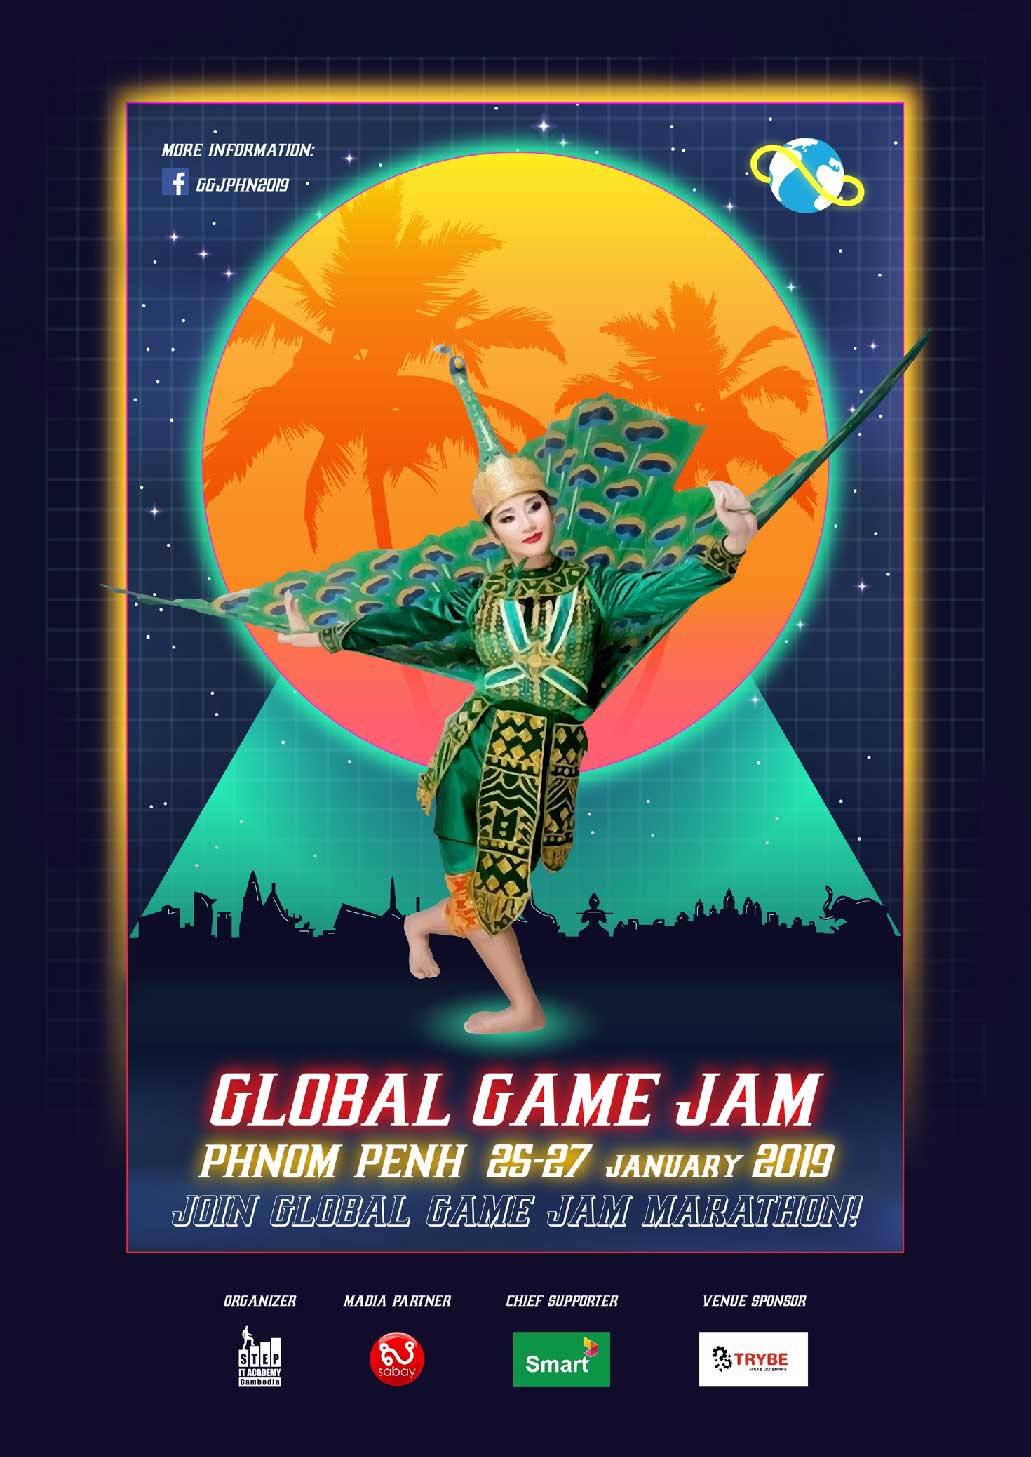 MORE INFORMATION:
GGJPHN2019
GLOBAL GAME JAM
PHNOM PENH 25-27 JANUARY 2019
JOIN GLOBAL GAME JAM MARATHON!
ORGANIZER
MADIA PARTNER
CHIEF SUPPORTER
VENUE SPONSOR
STEP
IT ACADEMY
Cambodia
ស
sabay
Smart
TRYBE